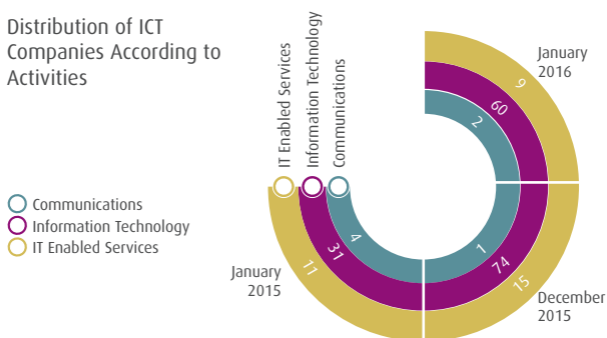 Distribution of ICT
Companies According to
Activities
IT Enabled Services
Information Technology
Communications
January
2016
9
60
2
Communications
Information Technology
IT Enabled Services
4
31
11
1
74
15
January
2015
December
2015